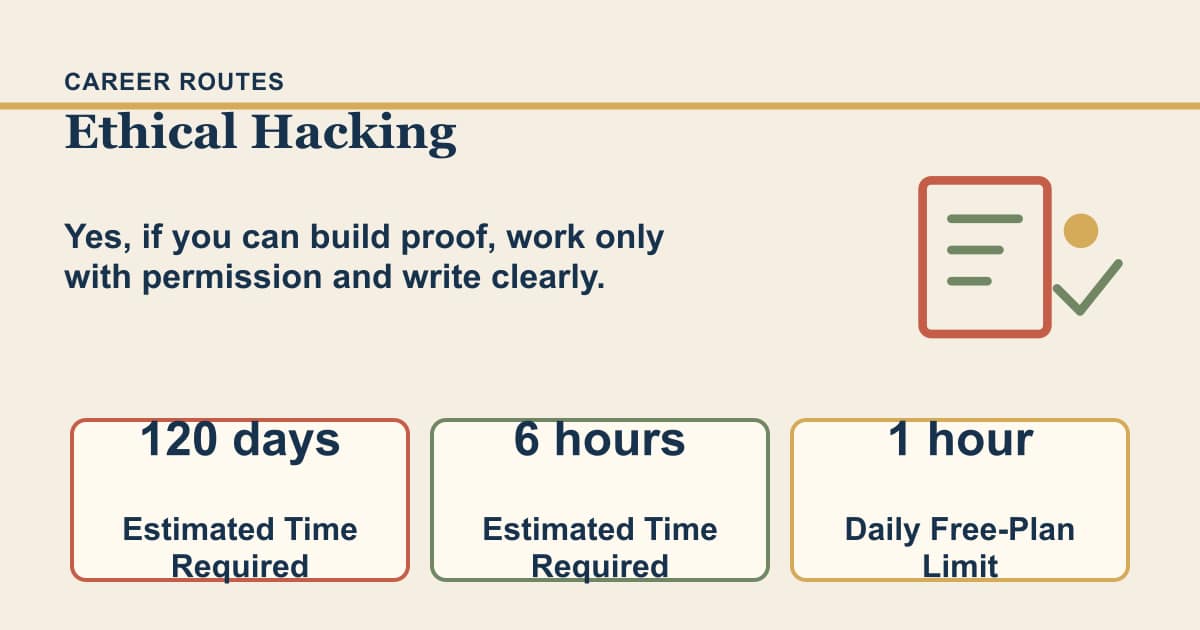 CAREER ROUTES
Ethical Hacking
Yes, if you can build proof, work only
with permission and write clearly.
120 days
Estimated Time
Required
6 hours
Estimated Time
Required
1 hour
Daily Free-Plan
Limit